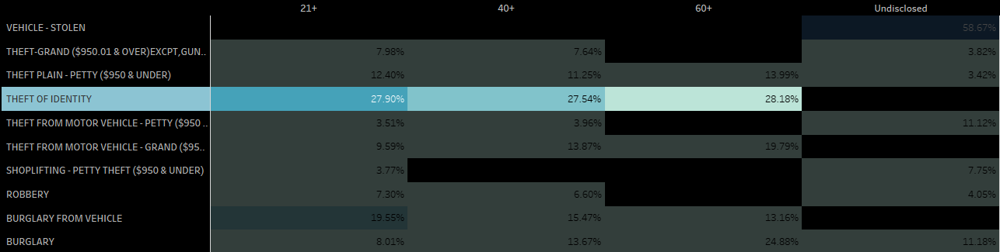 21+ 40+ 60+ Undisclosed
VEHICLE - STOLEN 58.67%
THEFT-GRAND ($950.01 & OVER)EXCPT,GUN.. 7.98% 7.64% 3.82%
THEFT PLAIN - PETTY ($950 & UNDER) 12.40% 11.25% 13.99% 3.42%
THEFT OF IDENTITY 27.90% 27.54% 28.18%
THEFT FROM MOTOR VEHICLE - PETTY ($950 .. 3.51% 3.96% 11.12%
THEFT FROM MOTOR VEHICLE - GRAND ($95.. 9.59% 13.87% 19.79%
SHOPLIFTING - PETTY THEFT ($950 & UNDER) 3.77% 7.75%
ROBBERY 7.30% 6.60% 4.05%
BURGLARY FROM VEHICLE 19.55% 15.47% 13.16%
BURGLARY 8.01% 13.67% 24.88% 11.18%